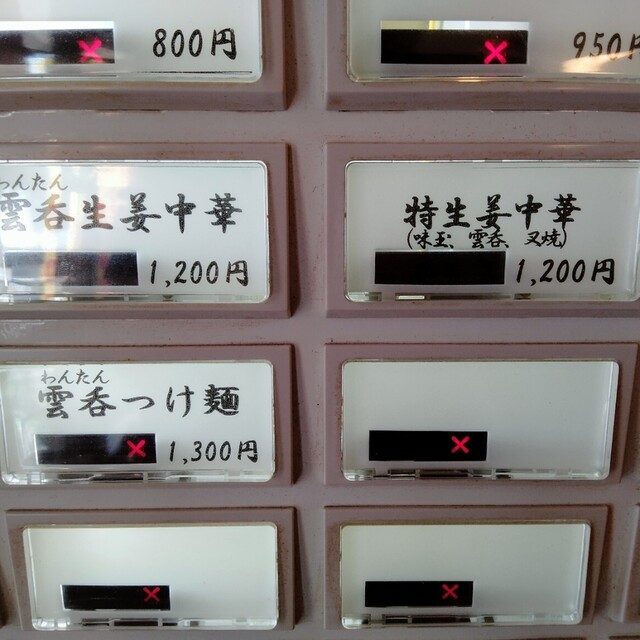 ×
800円
×
950円
わんたん
雲呑生姜中華
1,200円
特生姜中華
(味玉、雲呑、叉焼)
1,200円
わんたん
雲呑つけ麺
×
1,300円
×
×
×